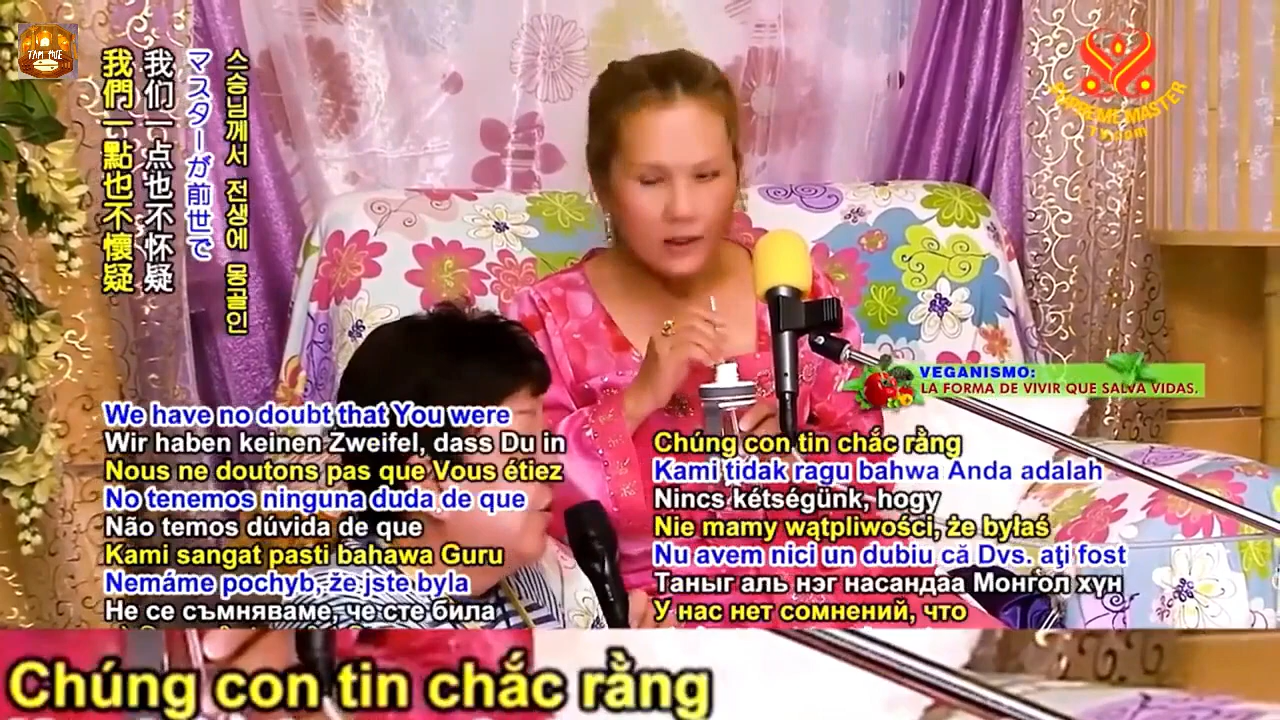 TÂM TUỆ
我們一點也不懷疑
我们一点也不怀疑
マスターが前世で
스승님께서 전생에 몽골인
SUPREME MASTER
TV.com
VEGANISMO:
LA FORMA DE VIVIR QUE SALVA VIDAS.
We have no doubt that You were
Wir haben keinen Zweifel, dass Du in
Nous ne doutons pas que Vous étiez
No tenemos ninguna duda de que
Não temos dúvida de que
Kami sangat pasti bahawa Guru
Nemáme pochyb, že jste byla
Не се съмняваме, че сте била
Chúng con tin chắc rằng
Kami tidak ragu bahwa Anda adalah
Nincs kétségünk, hogy
Nie mamy wątpliwości, że byłaś
Nu avem nici un dubiu că Dvs. aţi fost
Таныг аль нэг насандаа Монгол хүн
У нас нет сомнений, что
Chúng con tin chắc rằng